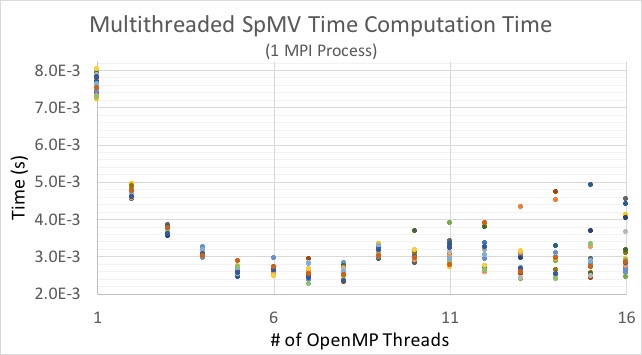 Multithreaded SpMV Time Computation Time
(1 MPI Process)
8.0E-3
7.0E-3
6.0E-3
5.0E-3
4.0E-3
3.0E-3
2.0E-3
Time (s)
1 6 11 16
# of OpenMP Threads